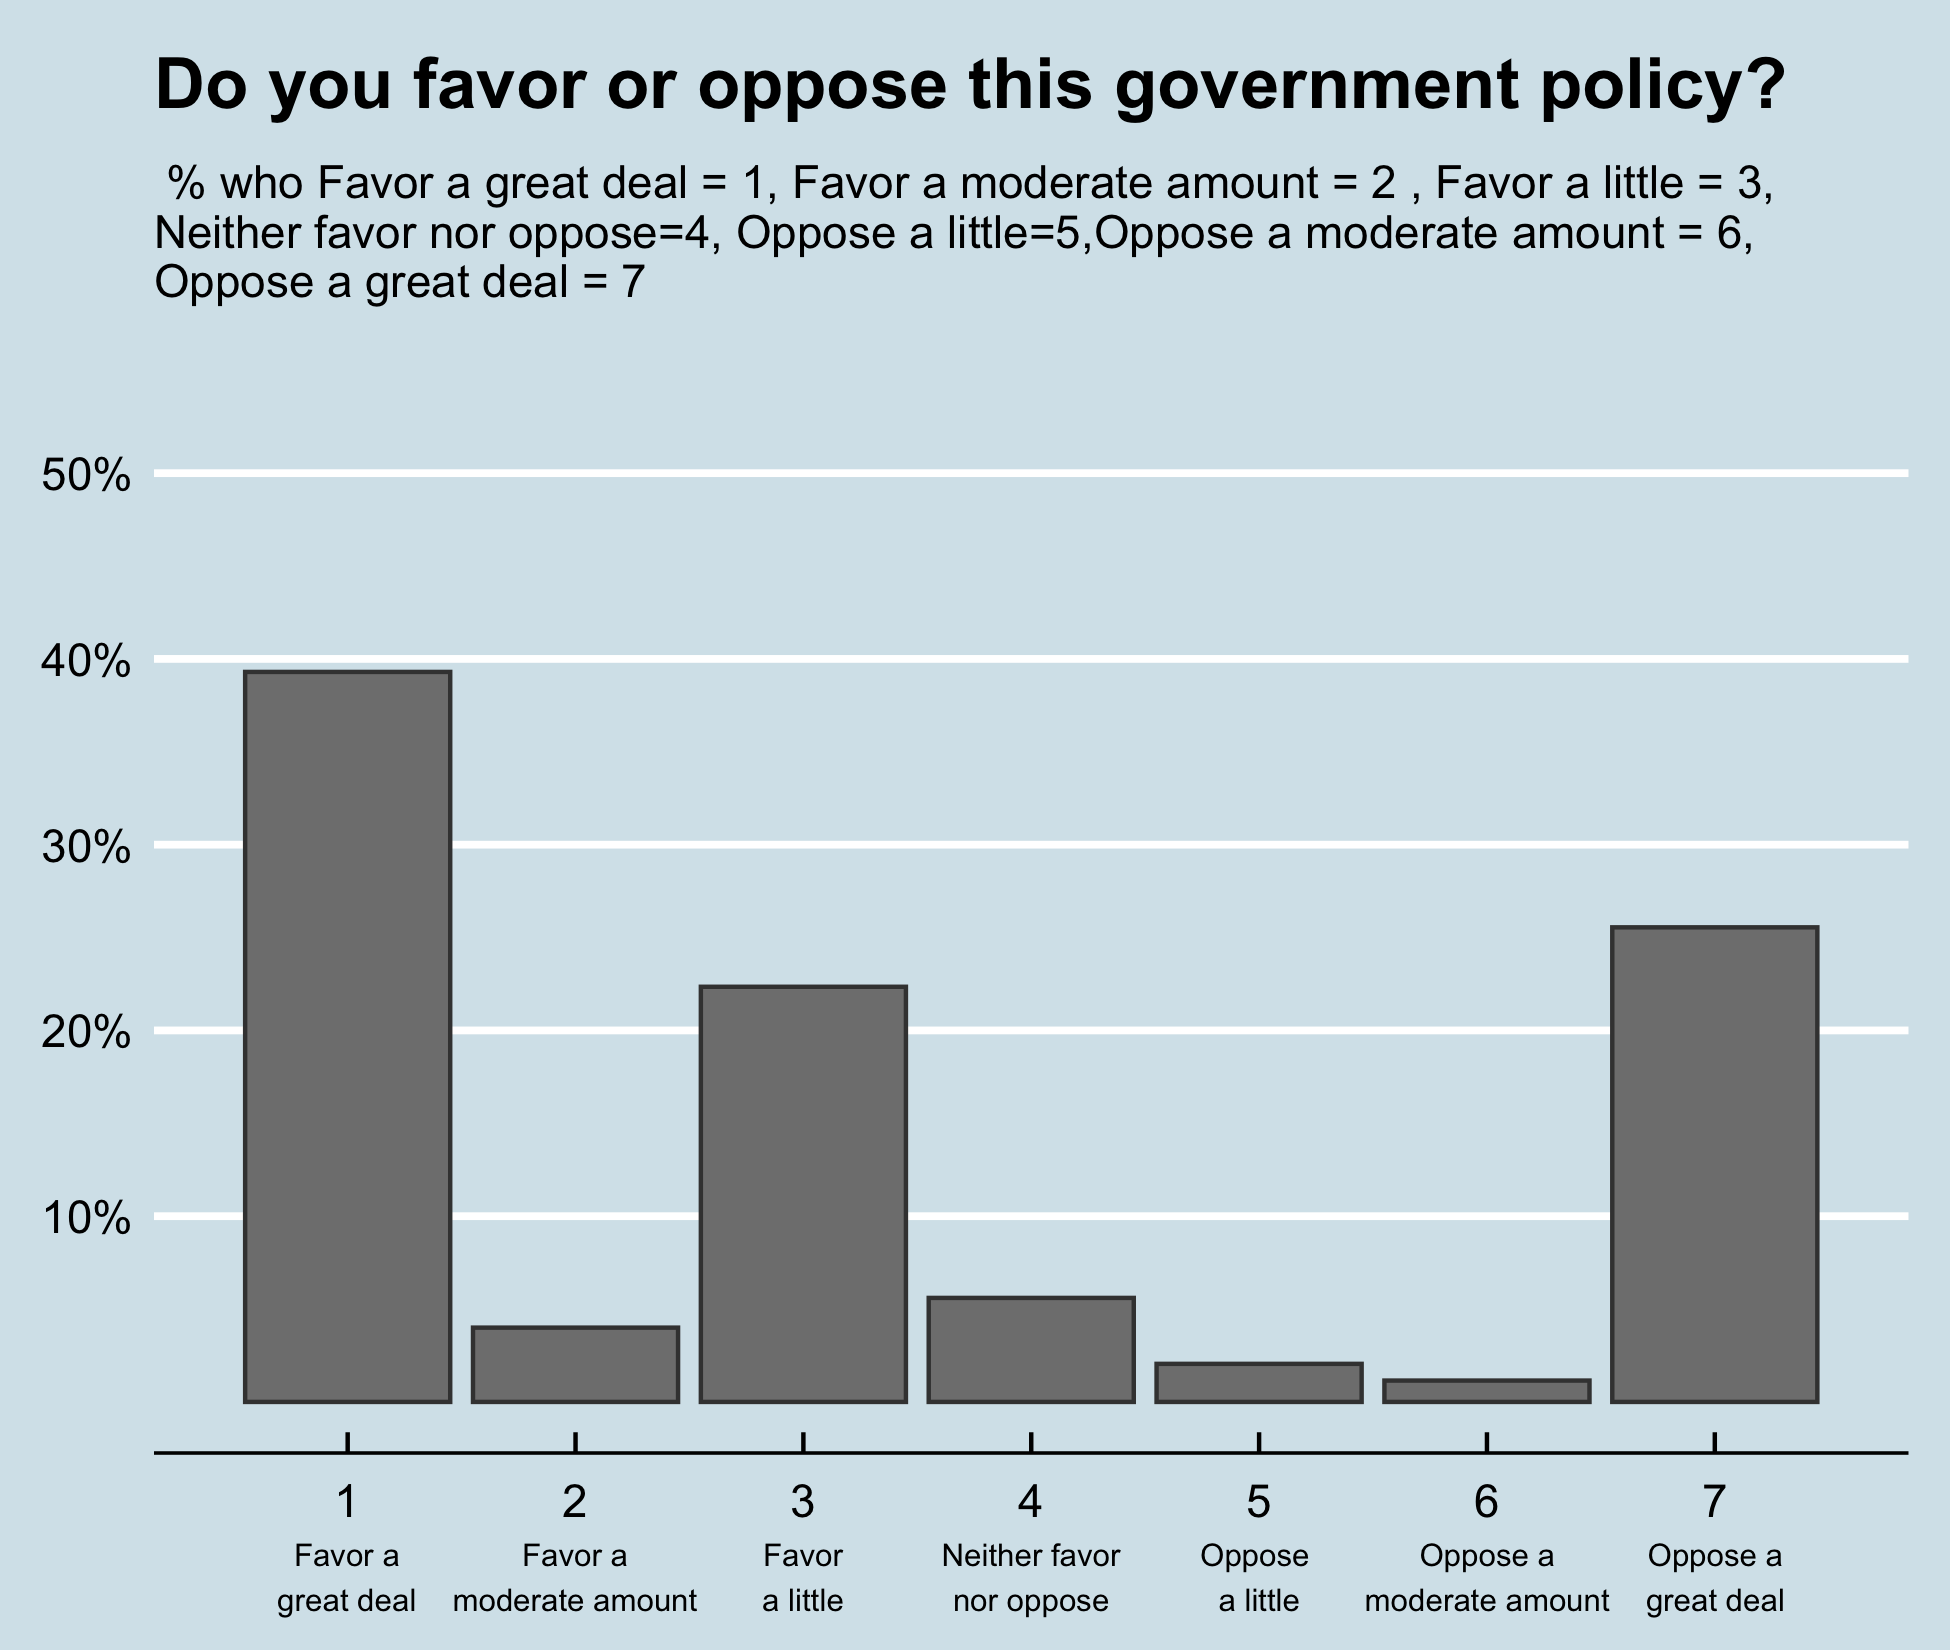 Do you favor or oppose this government policy?
% who Favor a great deal = 1, Favor a moderate amount = 2 , Favor a little = 3,
Neither favor nor oppose=4, Oppose a little=5,Oppose a moderate amount = 6,
Oppose a great deal = 7
50%
40%
30%
20%
10%
1 2 3 4 5 6 7
Favor a Favor a Favor Neither favor Oppose Oppose a Oppose a
great deal moderate amount a little nor oppose a little moderate amount great deal